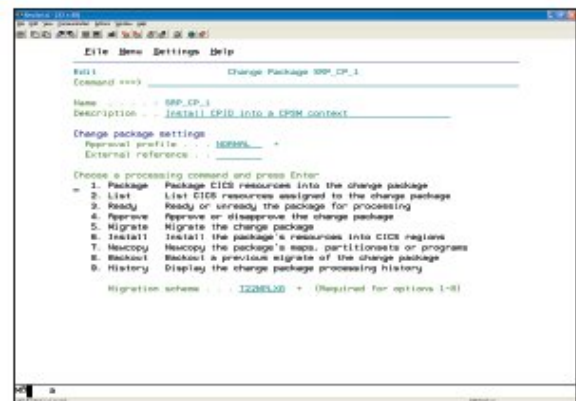 File Menu Settings Help
Edit Change Package SRP_CP_1
Command ===>
Name . . . . . : SRP_CP_1
Description . . Install CPID into a CPSM context
Change package settings
Approval profile . . . NORMAL +
External reference . .
Choose a processing command and press Enter
1. Package Package CICS resources into the change package
2. List List CICS resources assigned to the change package
3. Ready Ready or unready the package for processing
4. Approve Approve or disapprove the change package
5. Migrate Migrate the change package
6. Install Install the package's resources into CICS regions
7. Newcopy Newcopy the package's maps, partitionsets or programs
8. Backout Backout a previous migrate of the change package
9. History Display the change package processing history
Migration scheme . . . + (Required for options 1-8)